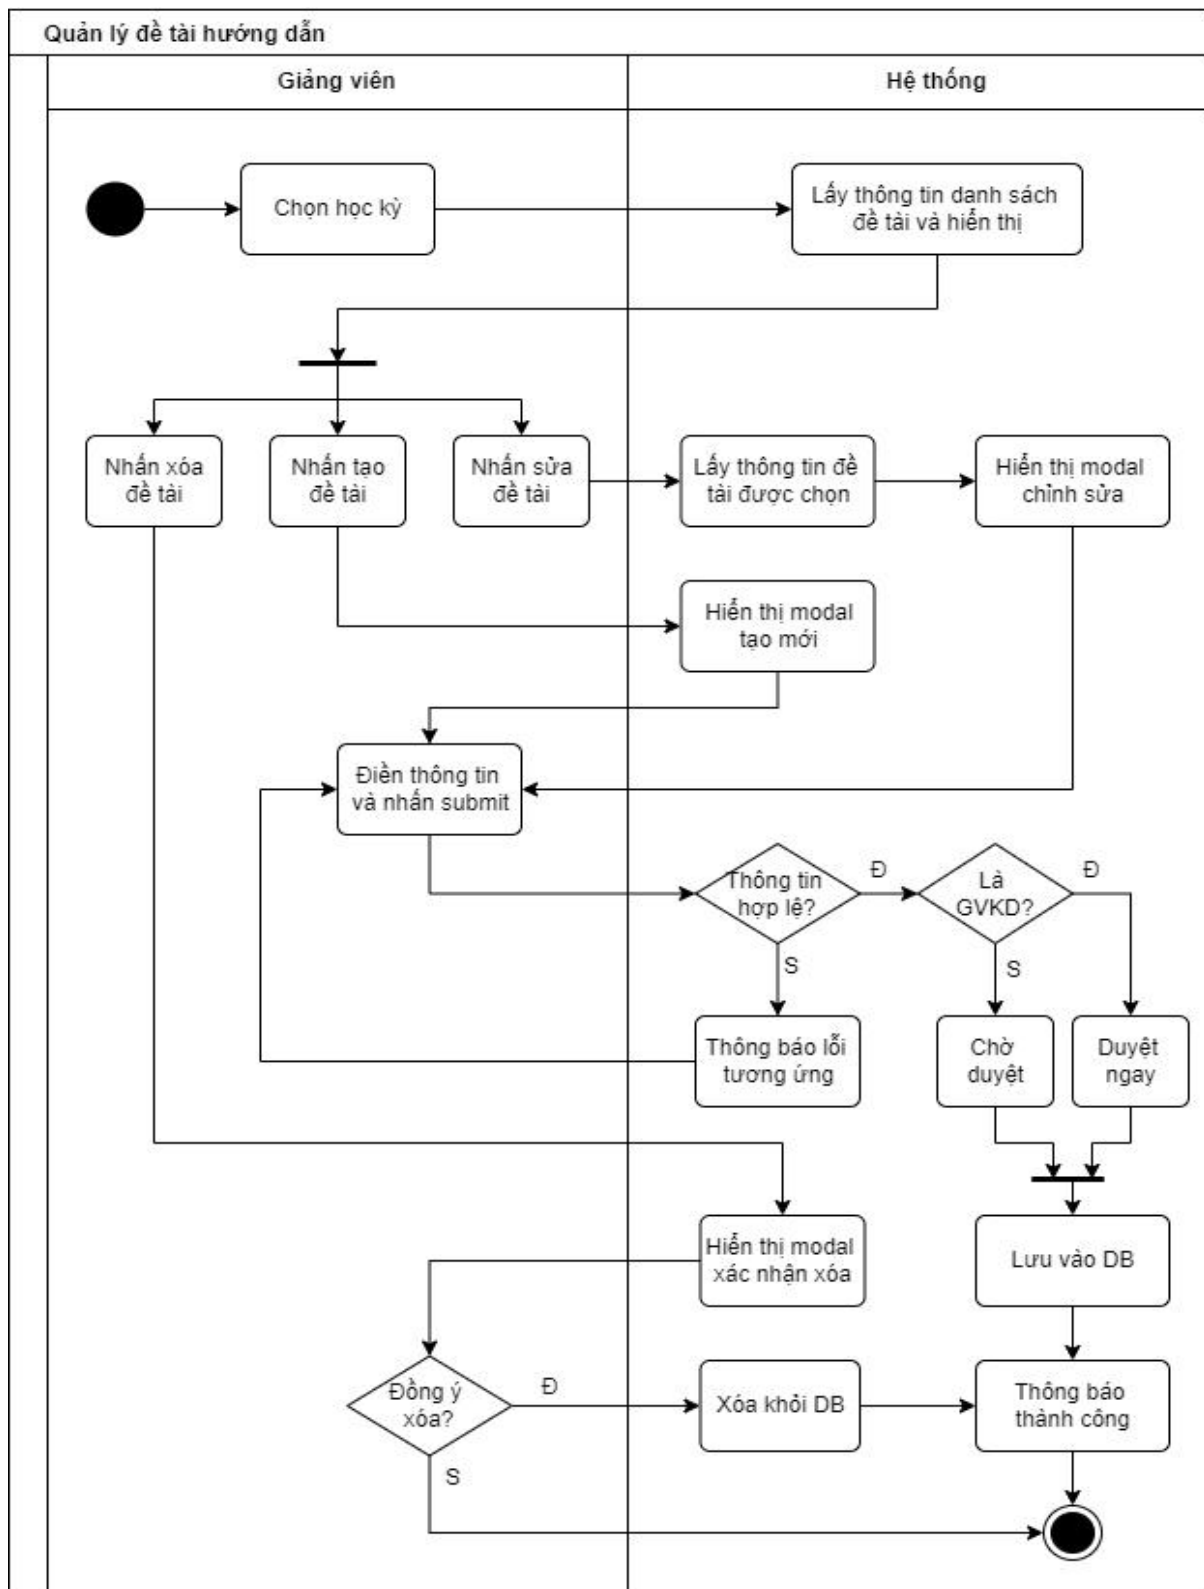 Quản lý đề tài hướng dẫn
Giảng viên
Hệ thống
Chọn học kỳ
Lấy thông tin danh sách
đề tài và hiển thị
Nhấn xóa
đề tài
Nhấn tạo
đề tài
Nhấn sửa
đề tài
Lấy thông tin đề
tài được chọn
Hiển thị modal
chỉnh sửa
Hiển thị modal
tạo mới
Điền thông tin
và nhấn submit
Thông tin
hợp lệ?
Đ
Là
GVKD?
Đ
S
S
Thông báo lỗi
tương ứng
Chờ
duyệt
Duyệt
ngay
Hiển thị modal
xác nhận xóa
Lưu vào DB
Đồng ý
xóa?
Đ
Xóa khỏi DB
Thông báo
thành công
S